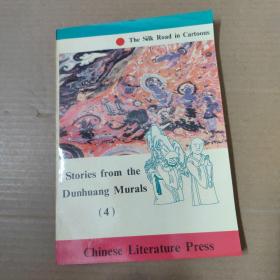 The Silk Road in Cartoons
Stories from the
Dunhuang Murals
(4)
Chinese Literature Press